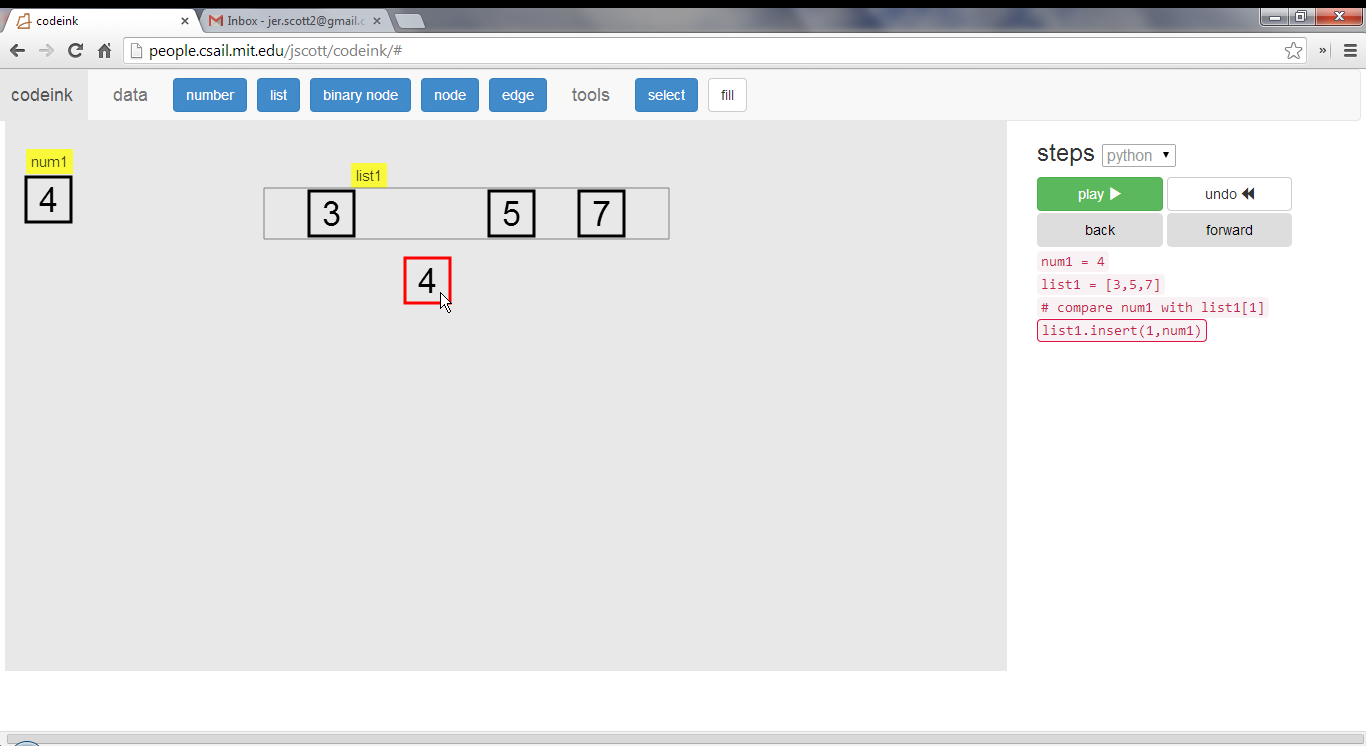 codeink
Inbox - jer.scott2@gmail.c
people.csail.mit.edu/jscott/codeink/#
codeink data number list binary node node edge tools select fill
num1
4
list1
3 5 7
4
steps python
play undo
back forward
num1 = 4
list1 = [3,5,7]
# compare num1 with list1[1]
list1.insert(1,num1)